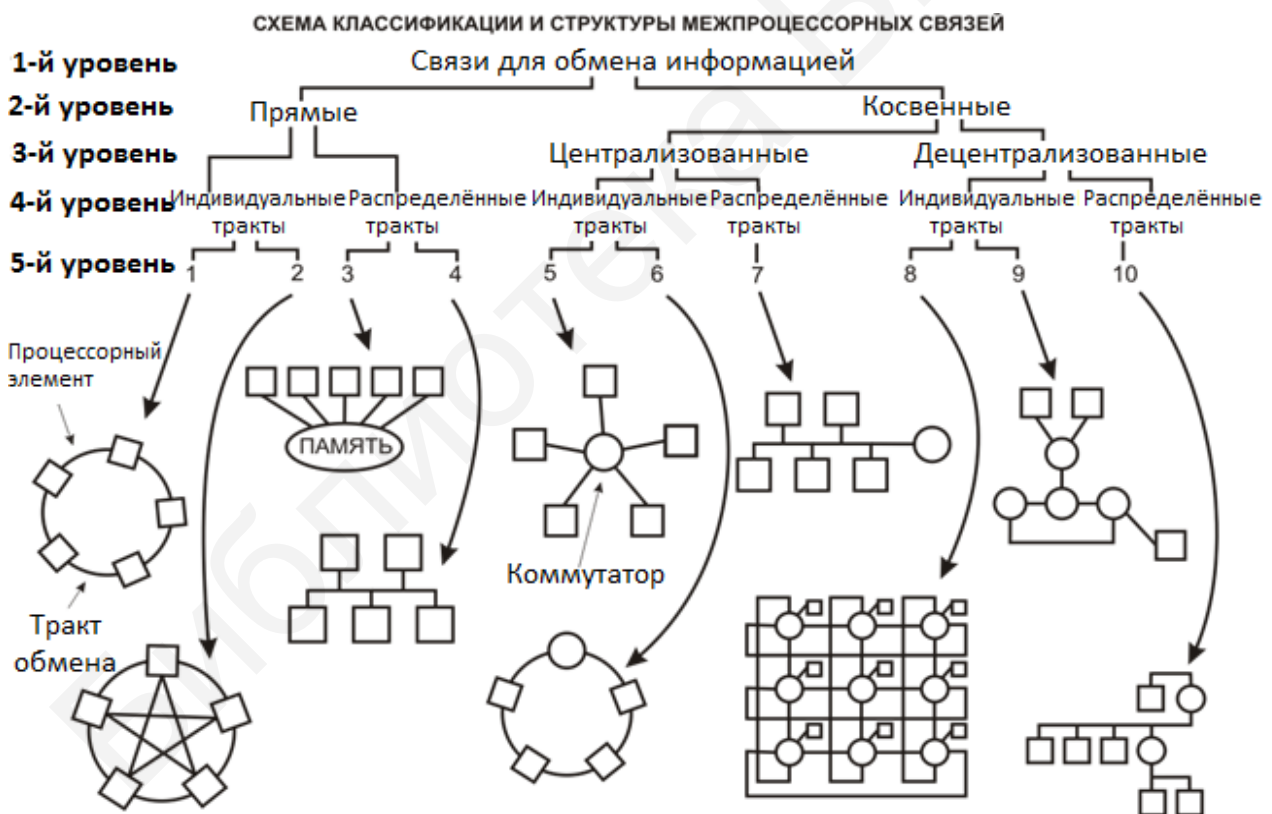 СХЕМА КЛАССИФИКАЦИИ И СТРУКТУРЫ МЕЖПРОЦЕССОРНЫХ СВЯЗЕЙ
1-й уровень Связи для обмена информацией
2-й уровень Прямые Косвенные
3-й уровень Централизованные Децентрализованные
4-й уровень Индивидуальные Распределённые Индивидуальные Распределённые Индивидуальные Распределённые
тракты тракты тракты тракты тракты тракты
5-й уровень 1 2 3 4 5 6 7 8 9 10
Процессорный
элемент
ПАМЯТЬ
Коммутатор
Тракт
обмена
Библиотека